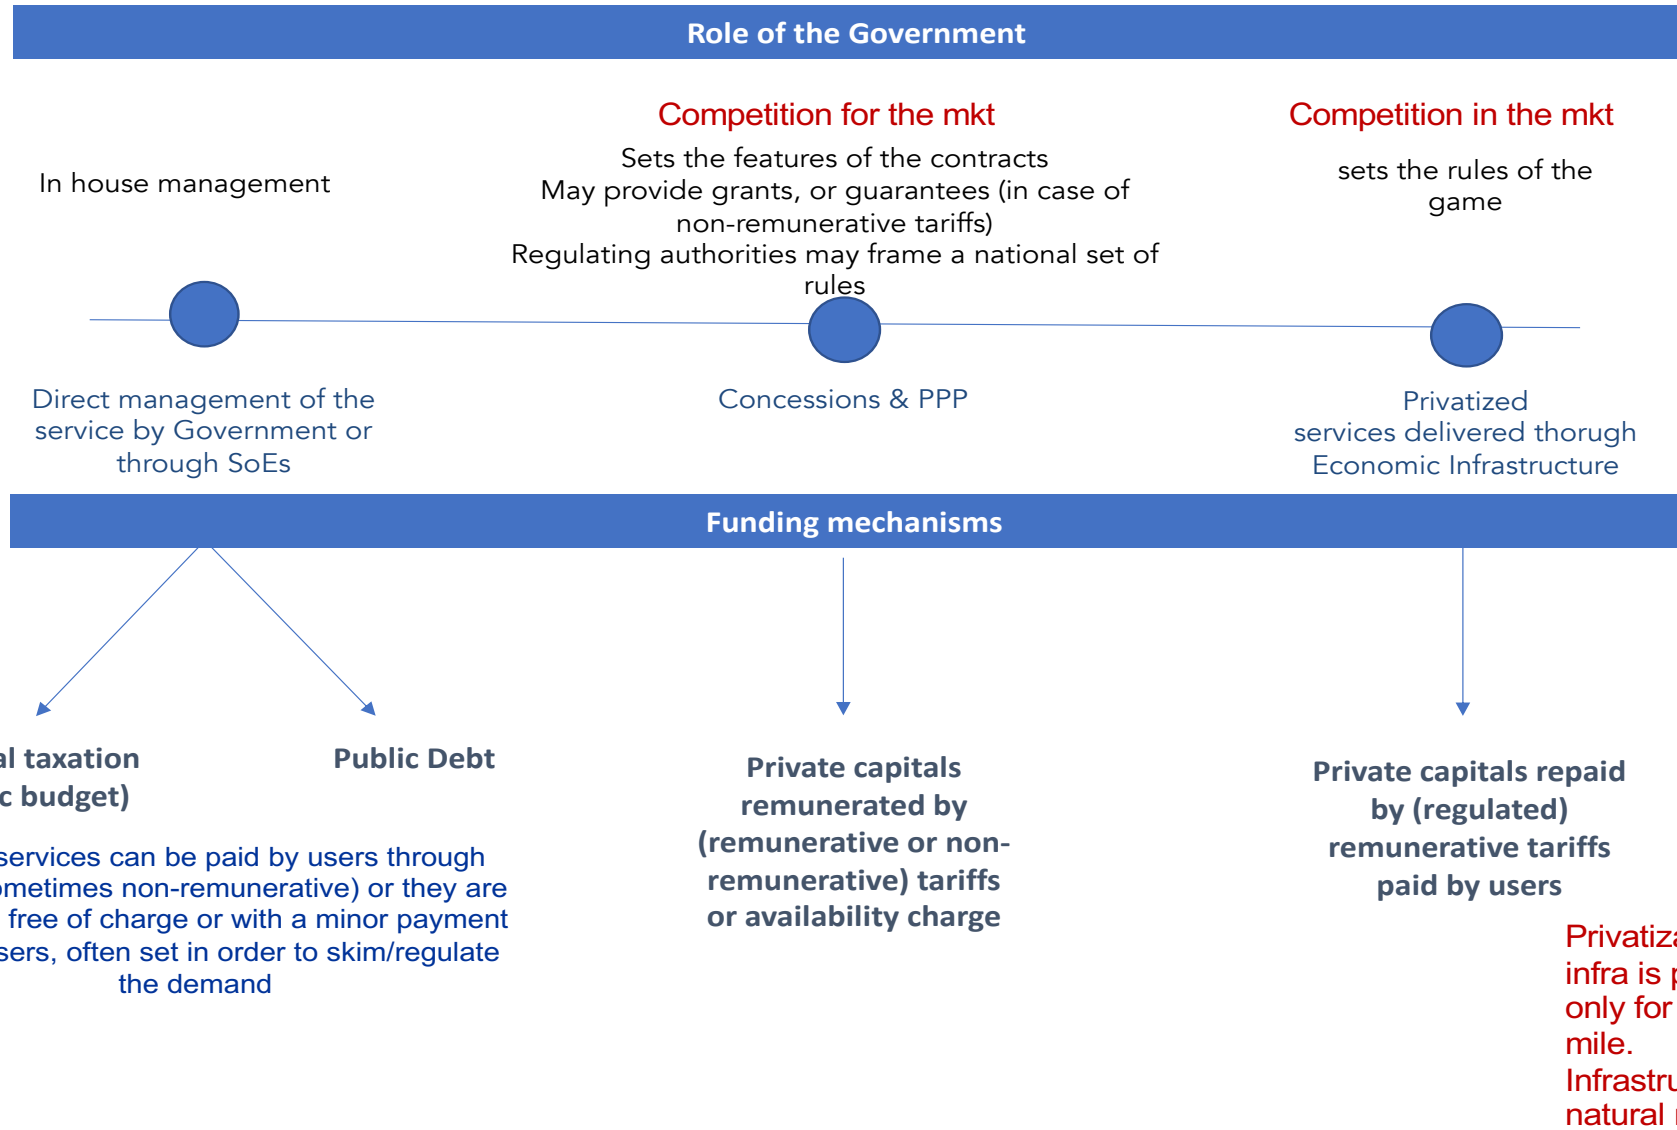 Role of the Government
In house management
Competition for the mkt
Sets the features of the contracts
May provide grants, or guarantees (in case of
non-remunerative tariffs)
Regulating authorities may frame a national set of
rules
Competition in the mkt
sets the rules of the
game
Direct management of the
service by Government or
through SoEs
Concessions & PPP
Privatized
services delivered thorugh
Economic Infrastructure
Funding mechanisms
taxation
budget)
Public Debt
services can be paid by users through
non-remunerative) or they are
free of charge or with a minor payment
often set in order to skim/regulate
the demand
Private capitals
remunerated by
(remunerative or non-
remunerative) tariffs
or availability charge
Private capitals repaid
by (regulated)
remunerative tariffs
paid by users
infra is
only for
mile.
natural